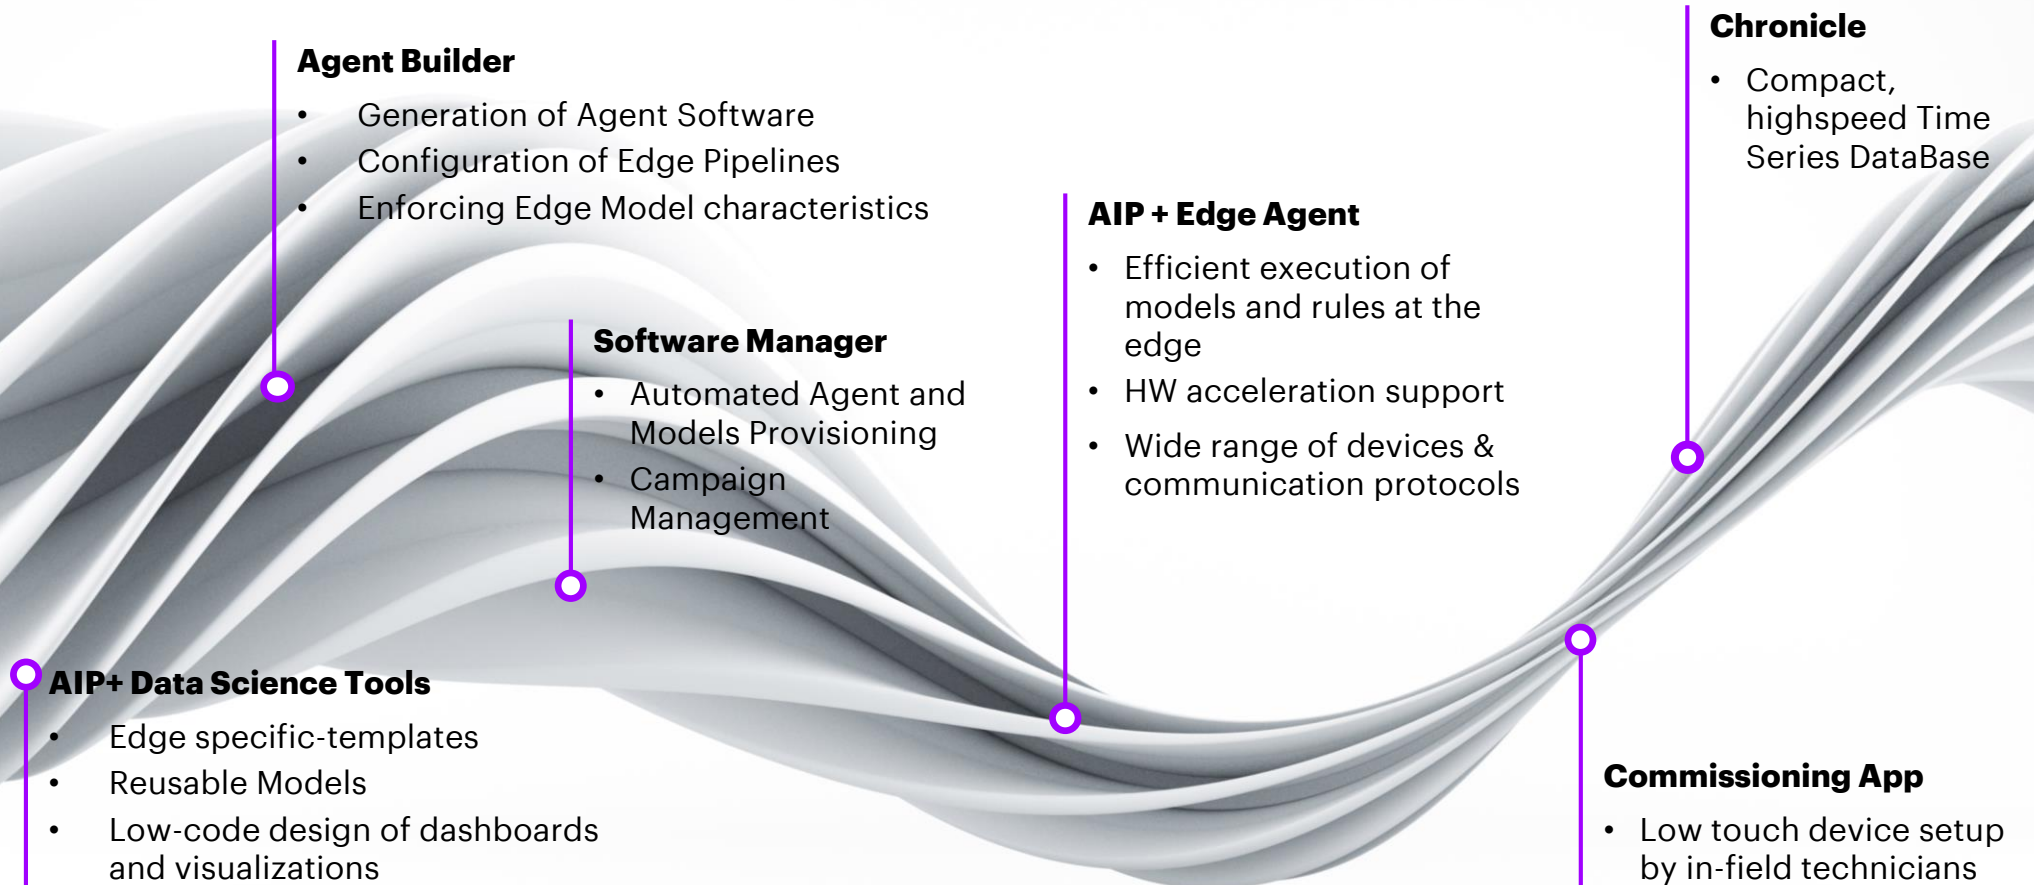 Agent Builder
• Generation of Agent Software
• Configuration of Edge Pipelines
• Enforcing Edge Model characteristics
Software Manager
• Automated Agent and
Models Provisioning
• Campaign
Management
AIP+ Data Science Tools
• Edge specific-templates
• Reusable Models
• Low-code design of dashboards
and visualizations
AIP + Edge Agent
• Efficient execution of
models and rules at the
edge
• HW acceleration support
• Wide range of devices &
communication protocols
Chronicle
• Compact,
highspeed Time
Series DataBase
Commissioning App
• Low touch device setup
by in-field technicians